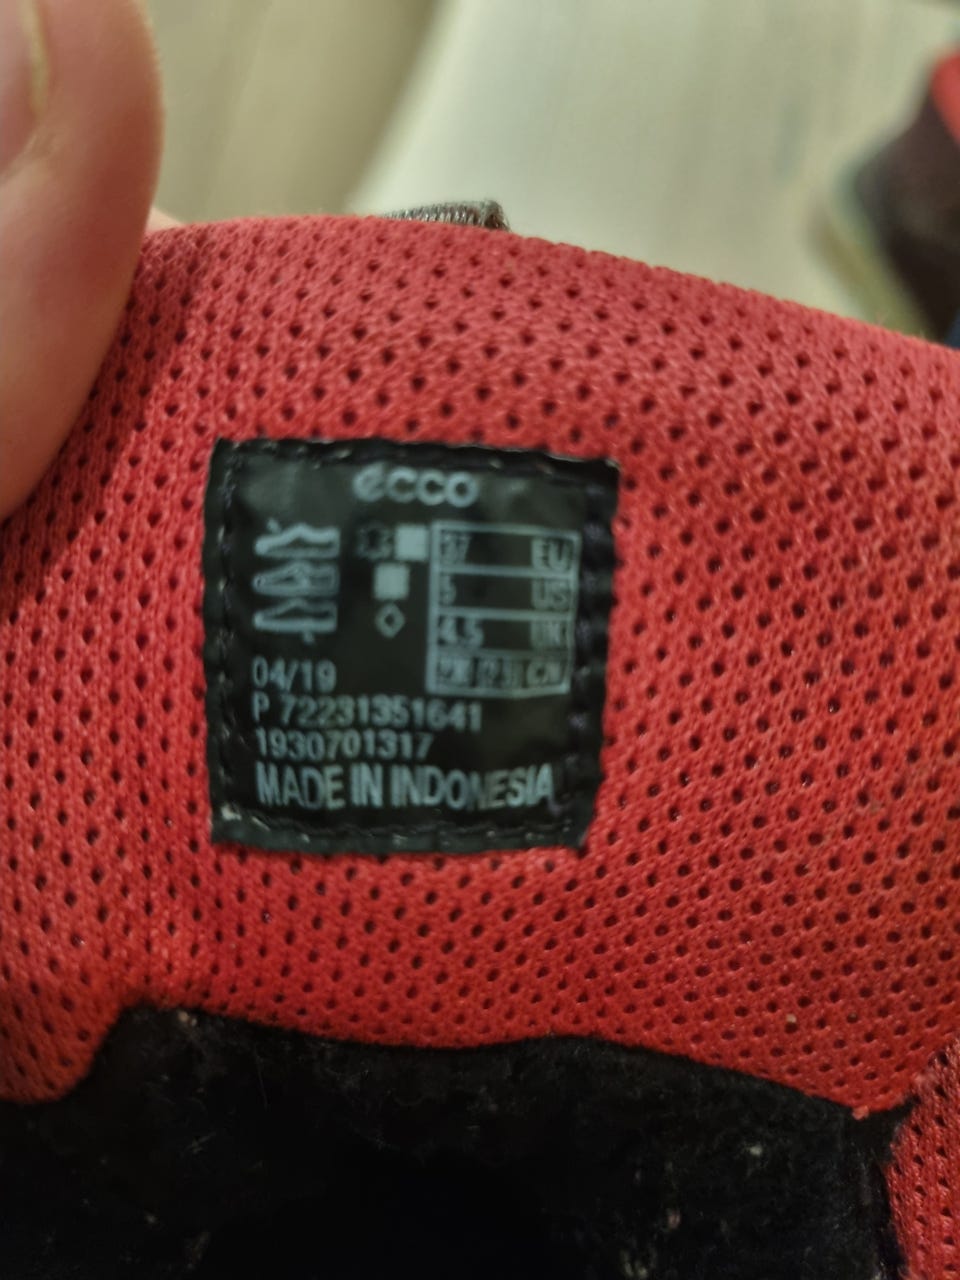 ecco
37 EU
5 US
4.5 UK
04/19
P 72231351641
1930701317
MADE IN INDONESIA